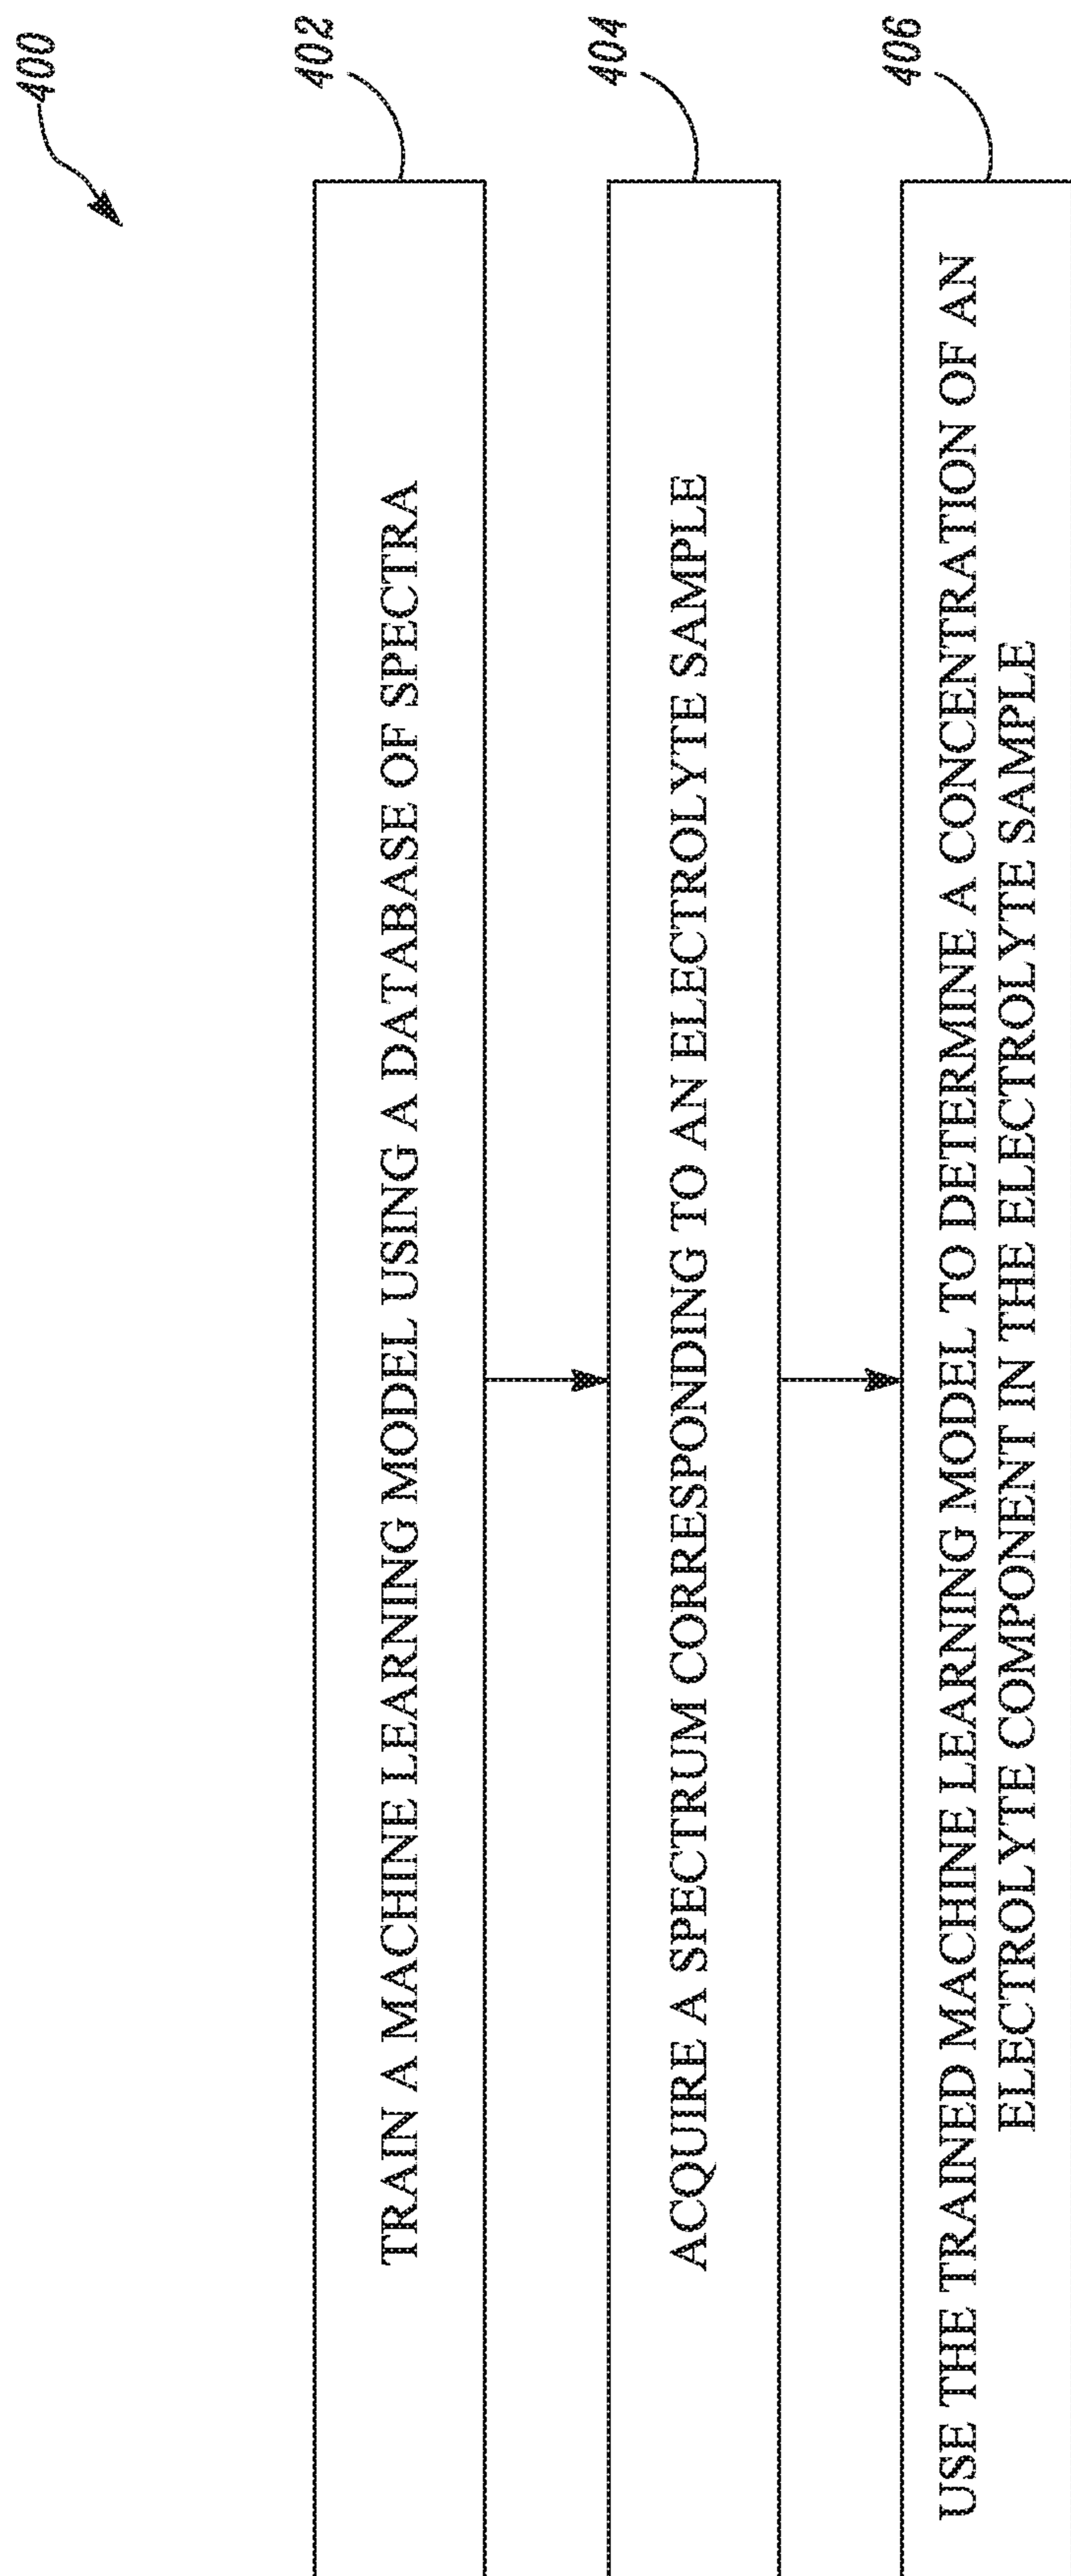 400
402
TRAIN A MACHINE LEARNING MODEL USING A DATABASE OF SPECTRA
404
ACQUIRE A SPECTRUM CORRESPONDING TO AN ELECTROLYTE SAMPLE
406
USE THE TRAINED MACHINE LEARNING MODEL TO DETERMINE A CONCENTRATION OF AN
ELECTROLYTE COMPONENT IN THE ELECTROLYTE SAMPLE